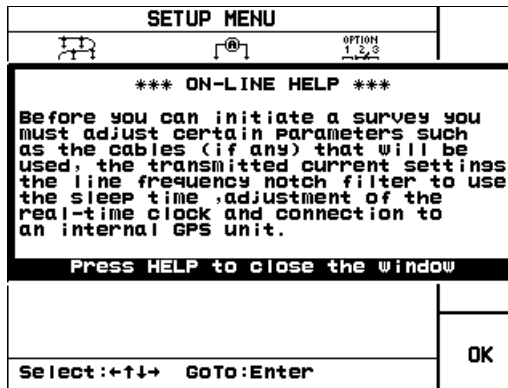 SETUP MENU
A
OPTION
1 2 3
*** ON-LINE HELP ***
Before you can initiate a survey you
must adjust certain parameters such
as the cables (if any) that will be
used, the transmitted current settings
the line frequency notch filter to use
the sleep time ,adjustment of the
real-time clock and connection to
an internal GPS unit.
Press HELP to close the window
OK
Select:←↑↓→ GoTo:Enter